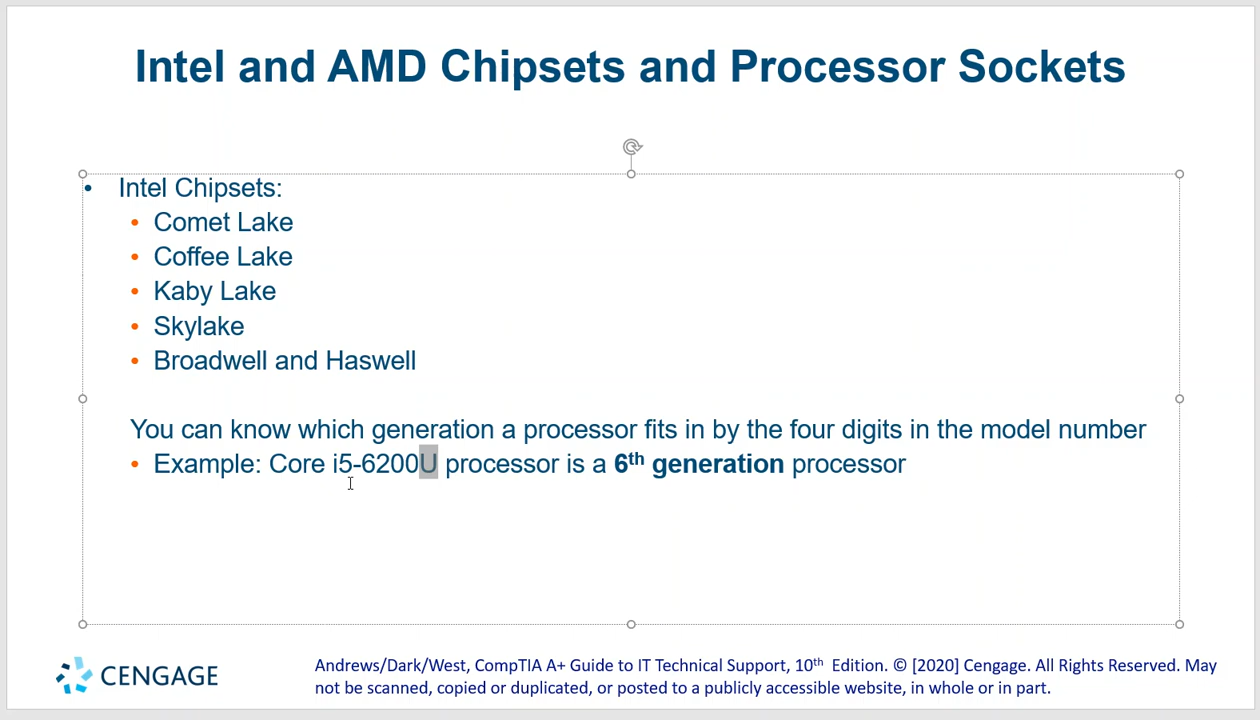 Intel and AMD Chipsets and Processor Sockets
• Intel Chipsets:
• Comet Lake
• Coffee Lake
• Kaby Lake
• Skylake
• Broadwell and Haswell
You can know which generation a processor fits in by the four digits in the model number
• Example: Core i5-6200U processor is a 6th generation processor
CENGAGE
Andrews/Dark/West, CompTIA A+ Guide to IT Technical Support, 10th Edition. © [2020] Cengage. All Rights Reserved. May
not be scanned, copied or duplicated, or posted to a publicly accessible website, in whole or in part.